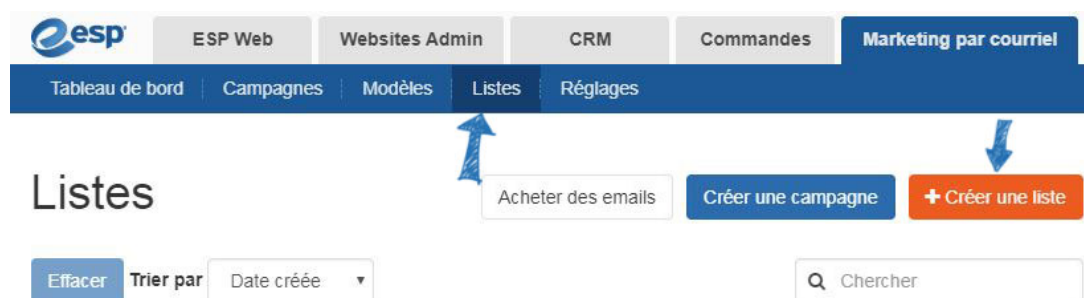 esp ESP Web Websites Admin CRM Commandes Marketing par courriel
Tableau de bord Campagnes Modèles Listes Réglages
Listes Acheter des emails Créer une campagne + Créer une liste
Effacer Trier par Date créée Chercher